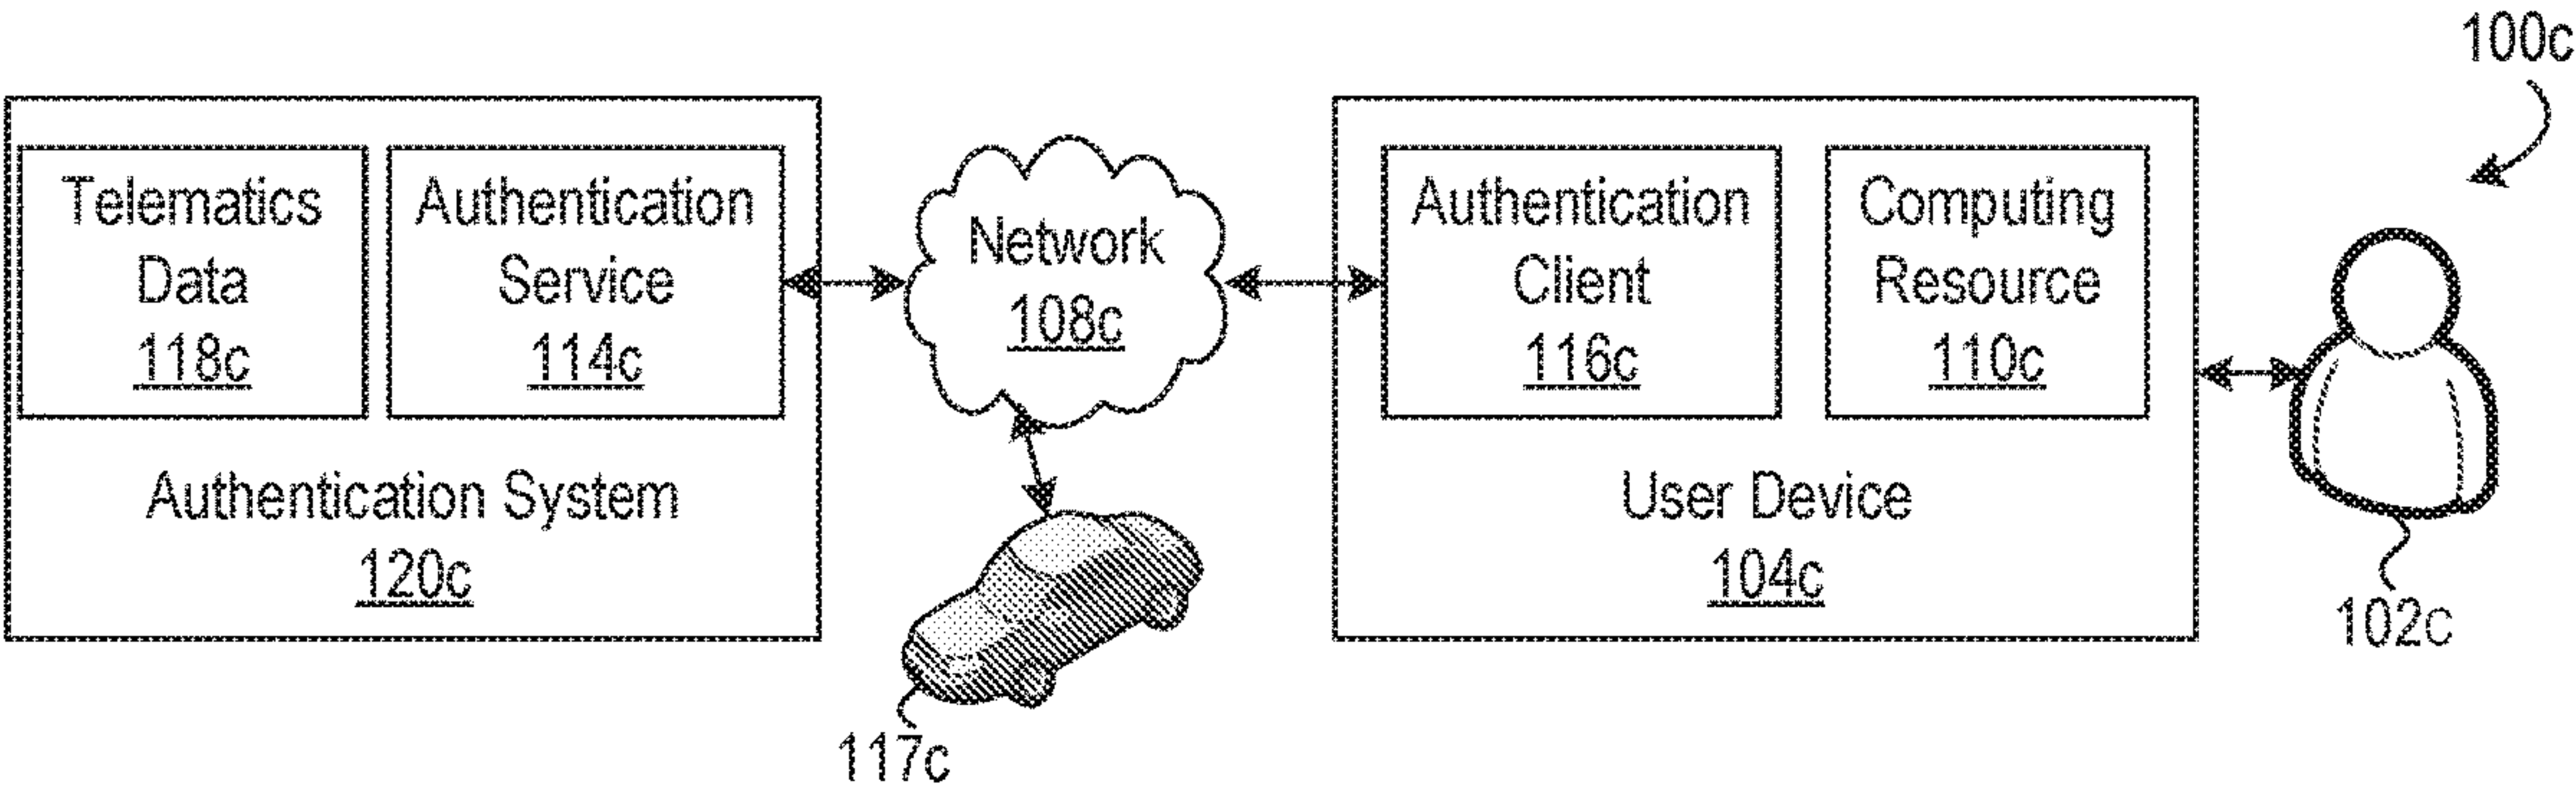 100c
Telematics
Data
118c
Authentication
Service
114c
Authentication System
120c
Network
108c
117c
Authentication
Client
116c
Computing
Resource
110c
User Device
104c
102c